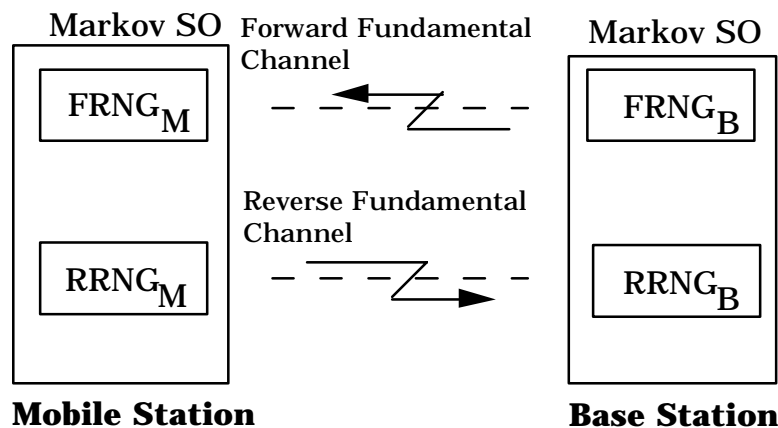 Markov SO
Forward Fundamental
Channel
Markov SO
FRNG_M
FRNG_B
Reverse Fundamental
Channel
RRNG_M
RRNG_B
Mobile Station
Base Station